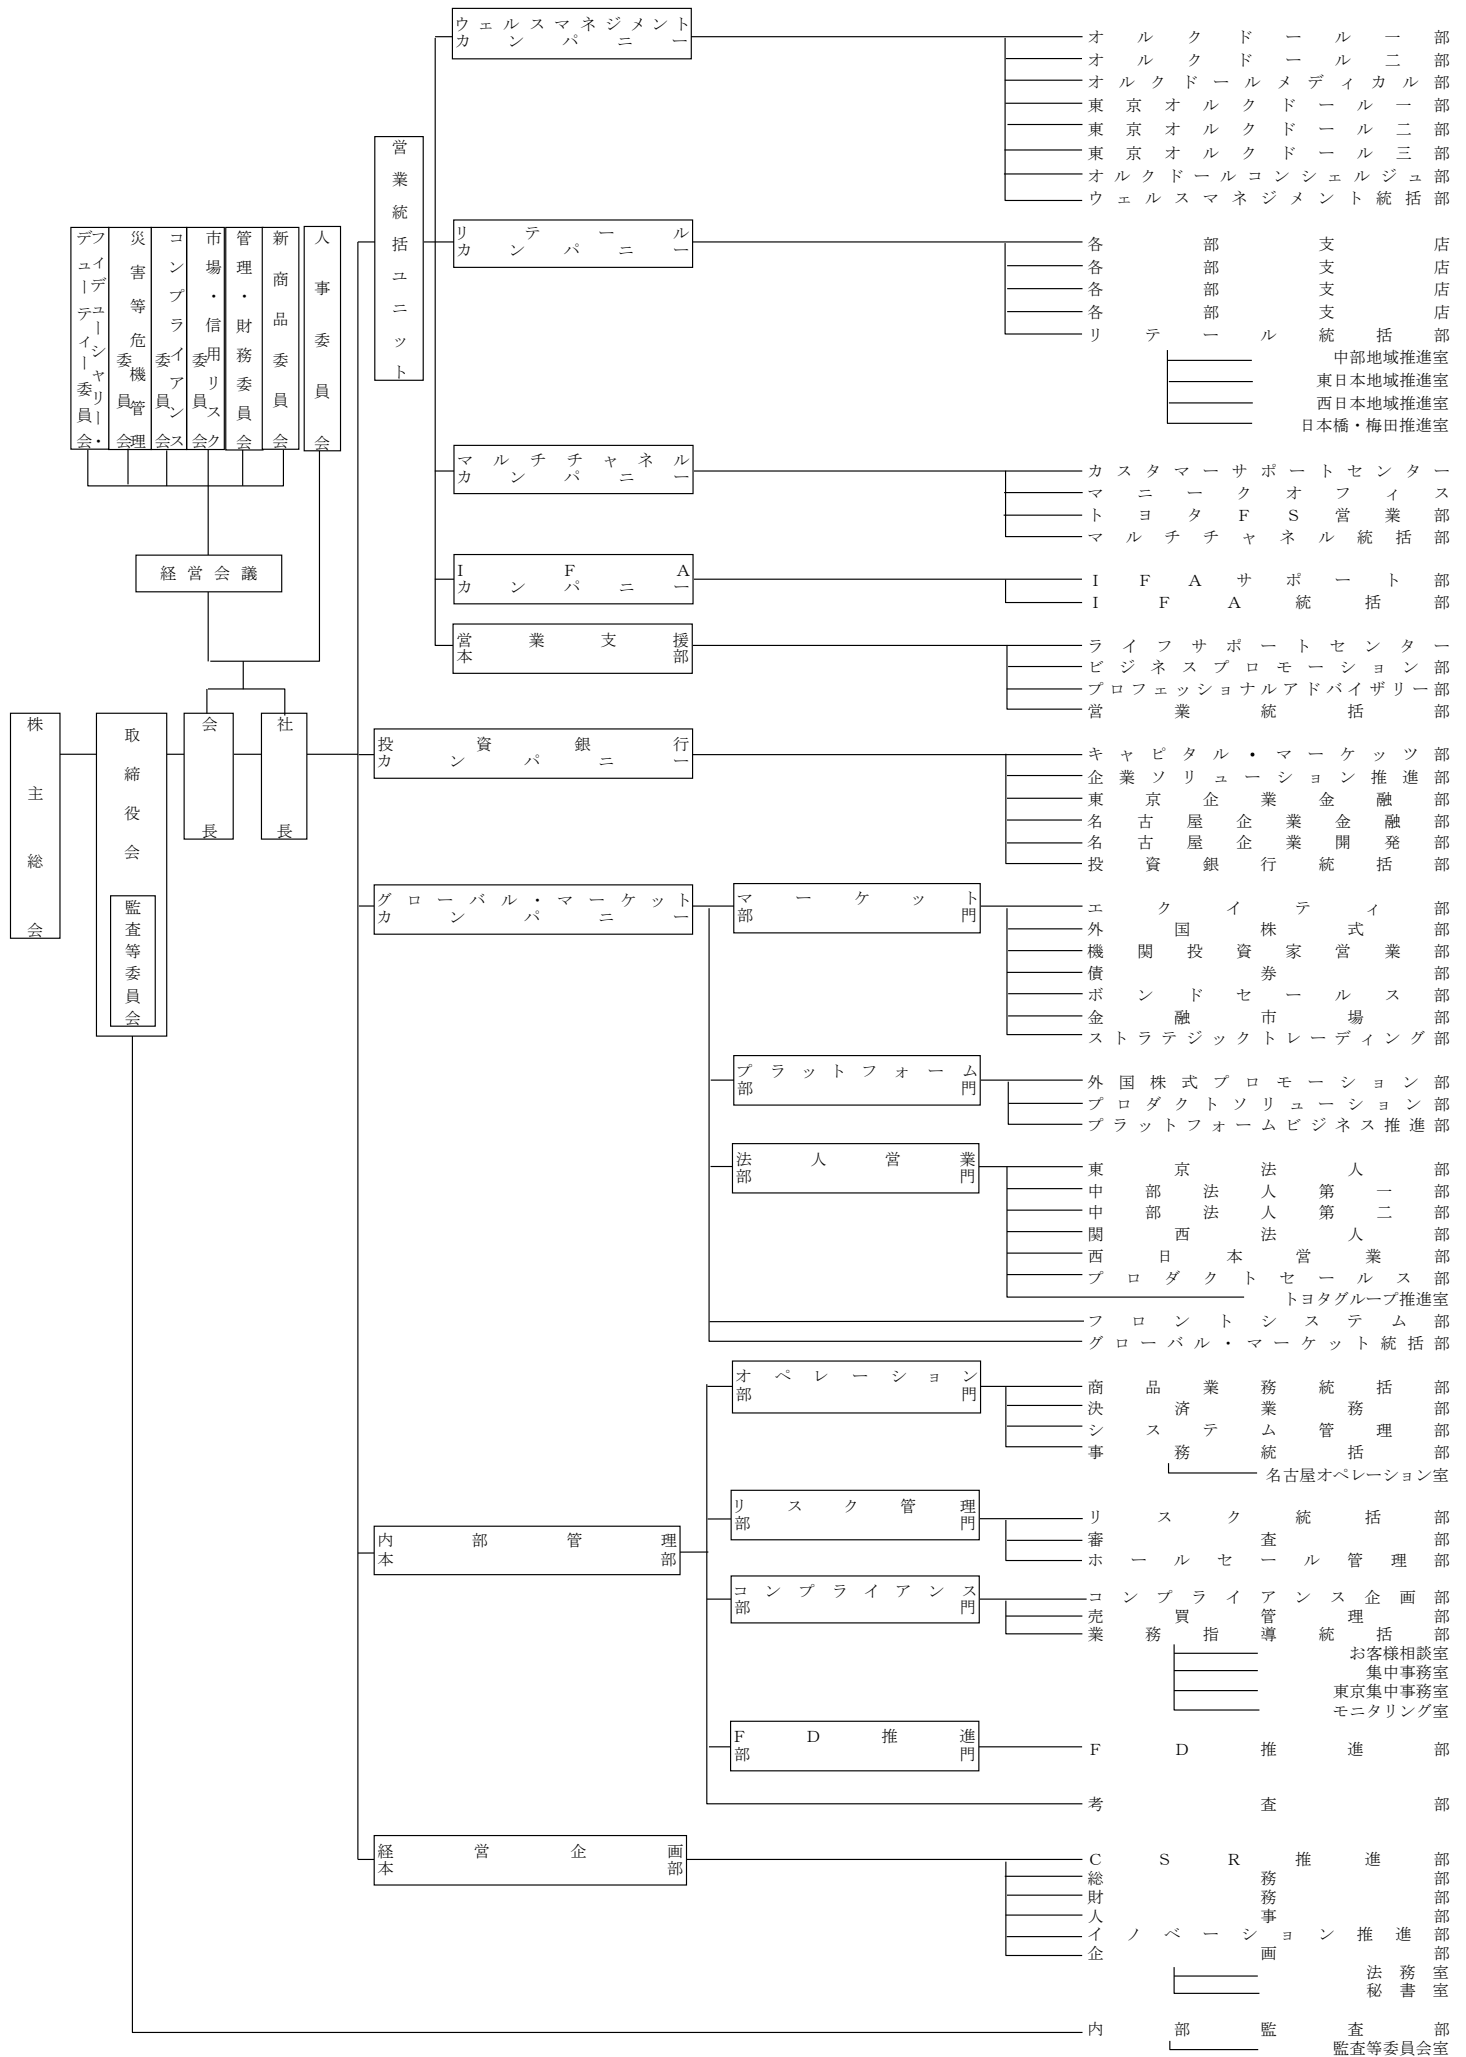 ウェルスマネジメント
カンパニー
オルクドール一部
オルクドール二部
オルクドールメディカル部
東京オルクドール一部
東京オルクドール二部
東京オルクドール三部
オルクドールコンシェルジュ部
ウェルスマネジメント統括部
営業統括ユニット
フィデューシャリー・
デューティー委員会
災害等危機管理
委員会
コンプライアンス
委員会
市場・信用リスク
委員会
管理・財務委員会
新商品委員会
人事委員会
リテール
カンパニー
各部支店
各部支店
各部支店
各部支店
リテール統括部
中部地域推進室
東日本地域推進室
西日本地域推進室
日本橋・梅田推進室
マルチチャネル
カンパニー
カスタマーサポートセンター
マニークオフィス
トヨタFS営業部
マルチチャネル統括部
経営会議
IFA
カンパニー
IFAサポート部
IFA統括部
営業支援
本部
ライフサポートセンター
ビジネスプロモーション部
プロフェッショナルアドバイザリー部
営業統括部
株主総会
取締役会
監査等委員会
会長
社長
投資銀行
カンパニー
キャピタル・マーケッツ部
企業ソリューション推進部
東京企業金融部
名古屋企業金融部
名古屋企業開発部
投資銀行統括部
グローバル・マーケット
カンパニー
マーケット
部門
エクイティ部
外国株式部
機関投資家営業部
債券部
ボンドセールス部
金融市場部
ストラテジックトレーディング部
プラットフォーム
部門
外国株式プロモーション部
プロダクトソリューション部
プラットフォームビジネス推進部
法人営業
部門
東京法人部
中部法人第一部
中部法人第二部
関西法人部
西日本営業部
プロダクトセールス部
トヨタグループ推進室
フロントシステム部
グローバル・マーケット統括部
内部管理
本部
オペレーション
部門
商品業務統括部
決済業務部
システム管理部
事務統括部
名古屋オペレーション室
リスク管理
部門
リスク統括部
審査部
ホールセール管理部
コンプライアンス
部門
コンプライアンス企画部
売買管理部
業務指導統括部
お客様相談室
集中事務室
東京集中事務室
モニタリング室
FD推進
部門
FD推進部
考査部
経営企画
本部
CSR推進部
総務部
財務部
人事部
イノベーション推進部
企画部
法務室
秘書室
内部監査部
監査等委員会室